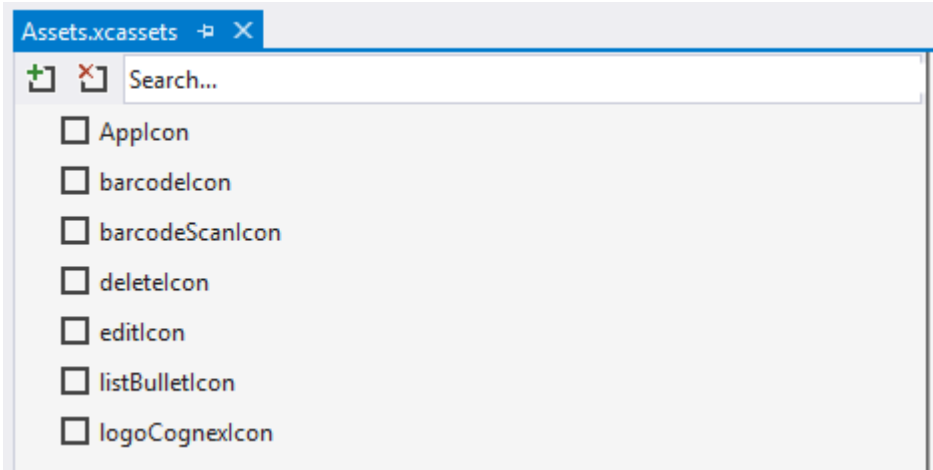 Assets.xcassets
Search...
AppIcon
barcodeIcon
barcodeScanIcon
deleteIcon
editIcon
listBulletIcon
logoCognexIcon